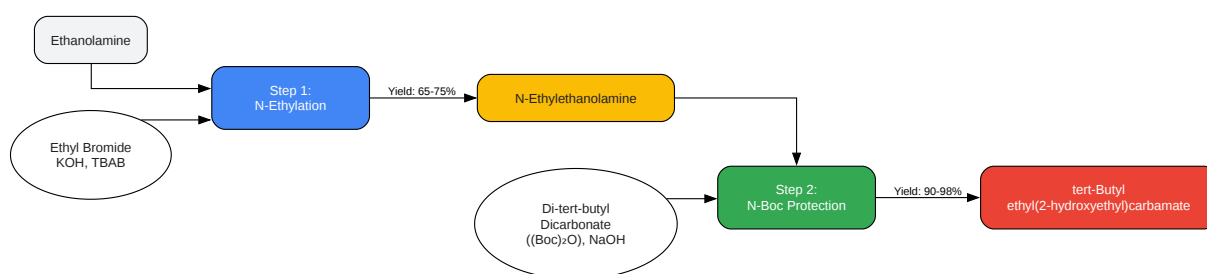 Ethanolamine
Step 1:
N-Ethylation
Yield: 65-75%
N-Ethylethanolamine
Ethyl Bromide
KOH, TBAB
Di-tert-butyl
Dicarbonate
((Boc)₂O), NaOH
Step 2:
N-Boc Protection
Yield: 90-98%
tert-Butyl
ethyl(2-hydroxyethyl)carbamate